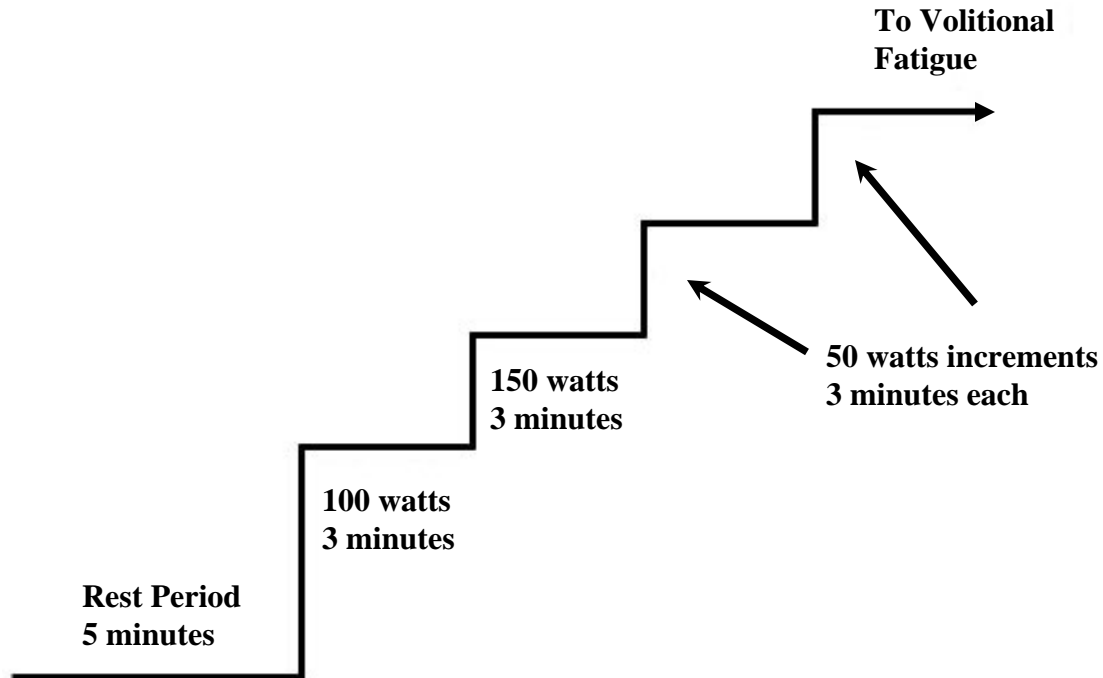 To Volitional
Fatigue
50 watts increments
3 minutes each
150 watts
3 minutes
100 watts
3 minutes
Rest Period
5 minutes